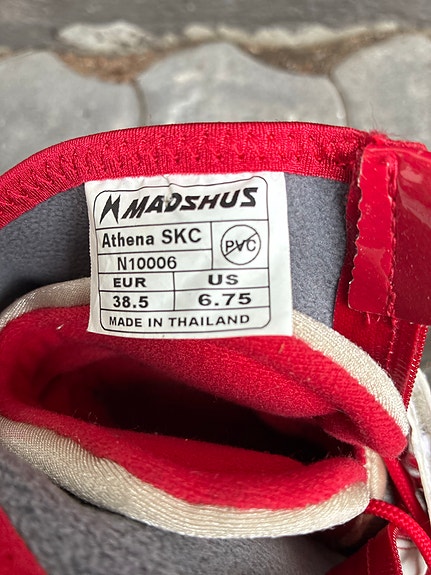 MADSHUS
Athena SKC
PVC
N10006
EUR US
38.5 6.75
MADE IN THAILAND